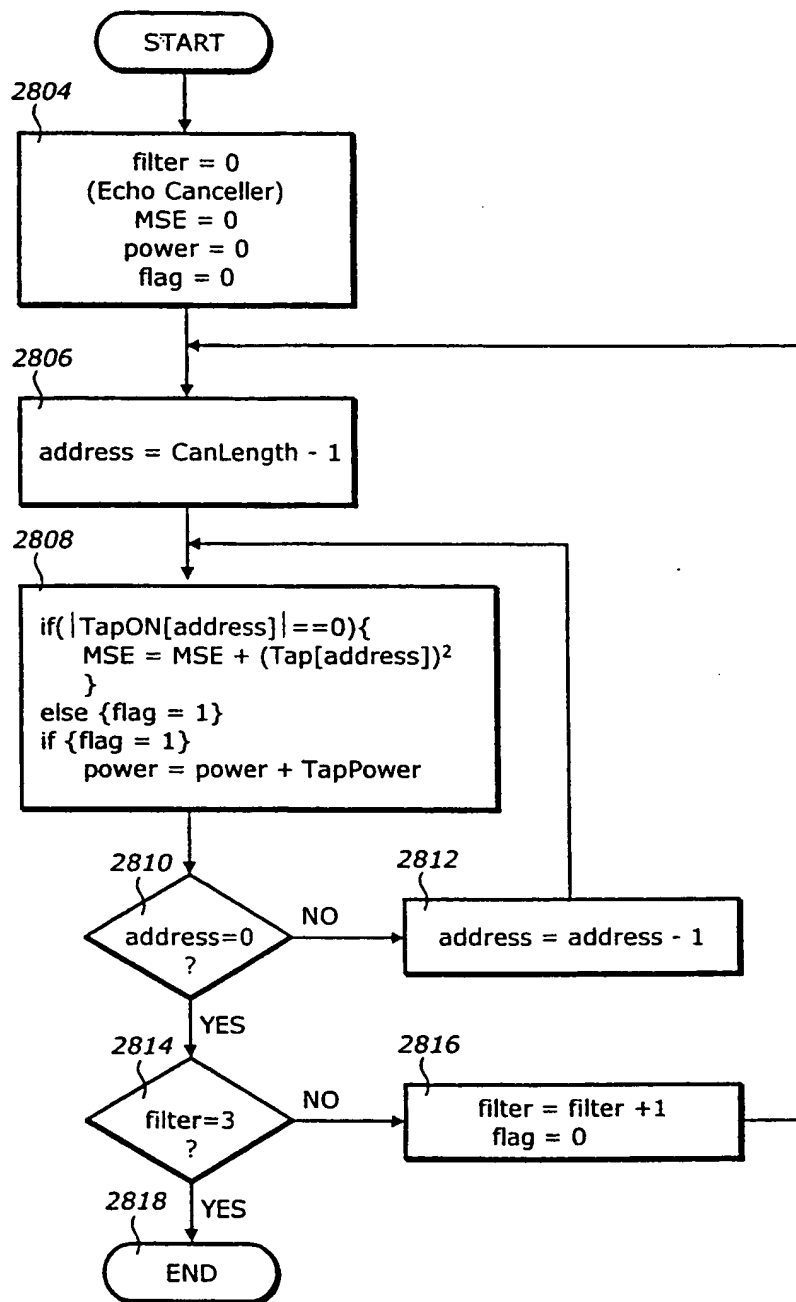 START
2804
filter = 0
(Echo Canceller)
MSE = 0
power = 0
flag = 0
2806
address = CanLength - 1
2808
if(|TapON[address]|==0){
MSE = MSE + (Tap[address])²
}
else {flag = 1}
if {flag = 1}
power = power + TapPower
2810
address=0
?
NO
2812
address = address - 1
YES
2814
filter=3
?
NO
2816
filter = filter +1
flag = 0
YES
2818
END